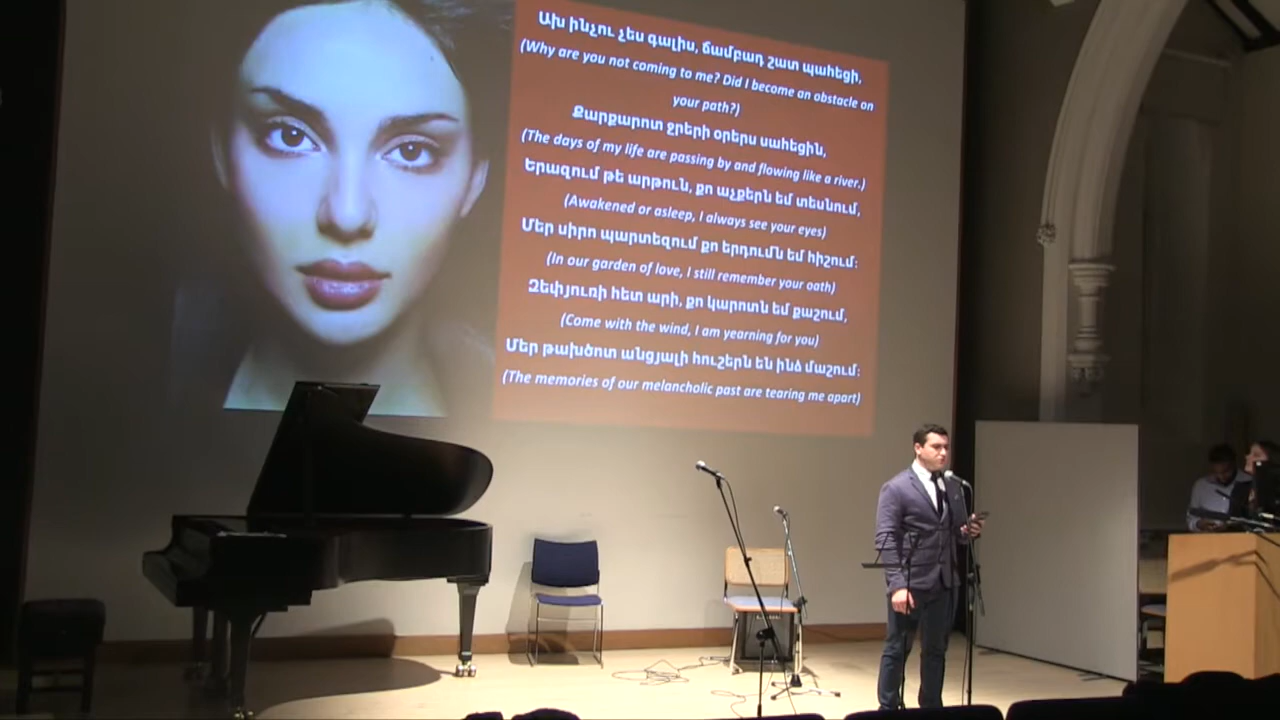 Ախ ինչու չես գալիս, ճամբադ շատ պահեցի,
(Why are you not coming to me? Did I become an obstacle on
your path?)
Քարքարոտ ջրերի օրերս սահեցին,
(The days of my life are passing by and flowing like a river.)
Երազում թե արթուն, քո աչքերն եմ տեսնում,
(Awakened or asleep, I always see your eyes)
Մեր սիրո պարտեզում քո երդումն եմ հիշում։
(In our garden of love, I still remember your oath)
Զեփյուռի հետ արի, քո կարոտն եմ քաշում,
(Come with the wind, I am yearning for you)
Մեր թախծոտ անցյալի հուշերն են ինձ մաշում։
(The memories of our melancholic past are tearing me apart)